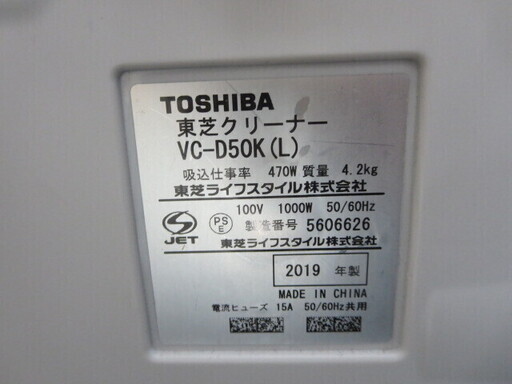 TOSHIBA
東芝クリーナー
VC-D50K(L)
吸込仕事率 470W 質量 4.2kg
東芝ライフスタイル株式会社
100V 1000W 50/60Hz
JET PS E 製造番号 5606626
東芝ライフスタイル株式会社
2019 年製
MADE IN CHINA
電流ヒューズ 15A 50/60Hz共用